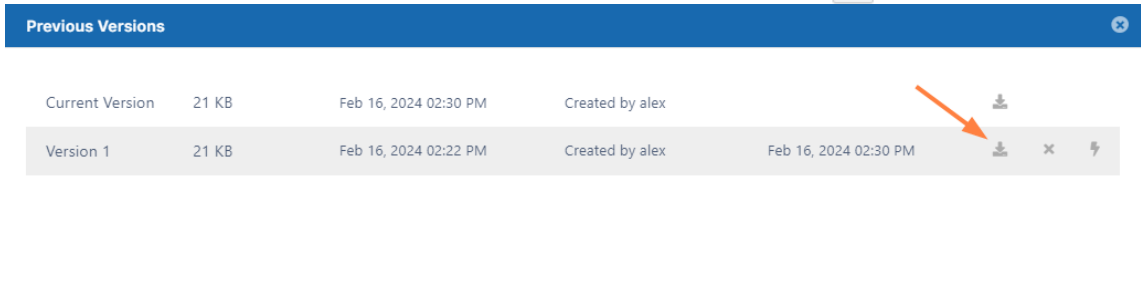 Previous Versions
Current Version 21 KB Feb 16, 2024 02:30 PM Created by alex
Version 1 21 KB Feb 16, 2024 02:22 PM Created by alex Feb 16, 2024 02:30 PM